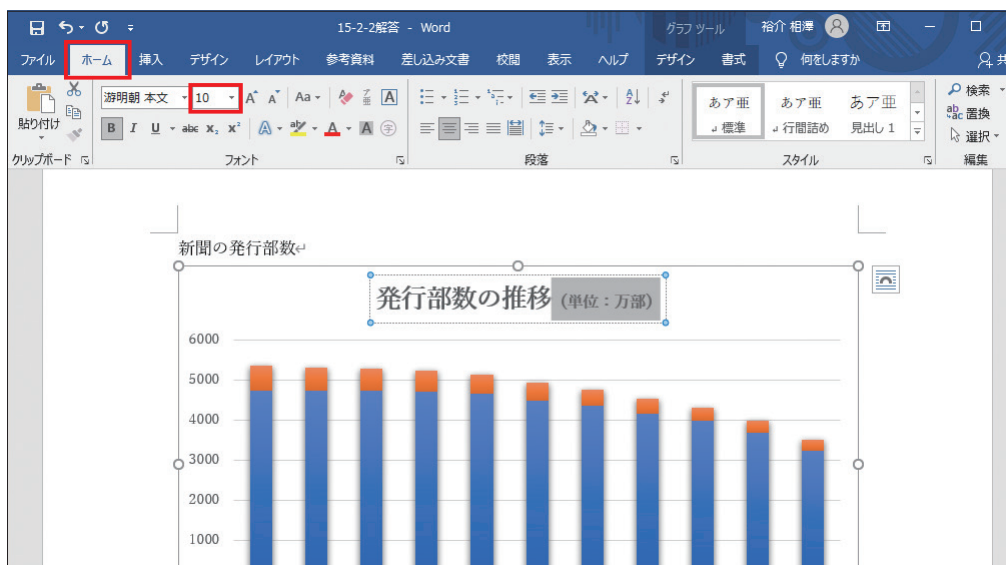 15-2-2解答 - Word
グラフ ツール
裕介 相澤
ファイル ホーム 挿入 デザイン レイアウト 参考資料 差し込み文書 校閲 表示 ヘルプ デザイン 書式 何をしますか 共
貼り付け
游明朝 本文 10 A A Aa A
B I U abc X₂ X² A aby A A 字
あア亜 あア亜 あア亜
標準 行間詰め 見出し 1
検索
置換
選択
クリップボード フォント 段落 スタイル 編集
新聞の発行部数↵
発行部数の推移 (単位:万部)
6000
5000
4000
3000
2000
1000